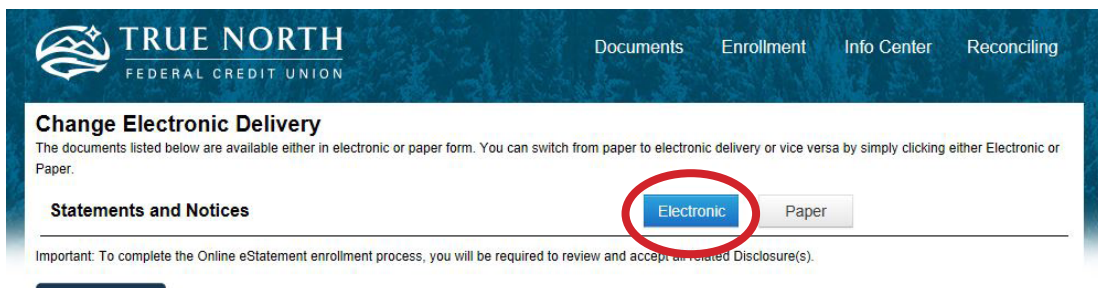 TRUE NORTH
FEDERAL CREDIT UNION
Documents Enrollment Info Center Reconciling
Change Electronic Delivery
The documents listed below are available either in electronic or paper form. You can switch from paper to electronic delivery or vice versa by simply clicking either Electronic or
Paper.
Statements and Notices Electronic Paper
Important: To complete the Online eStatement enrollment process, you will be required to review and accept all related Disclosure(s).